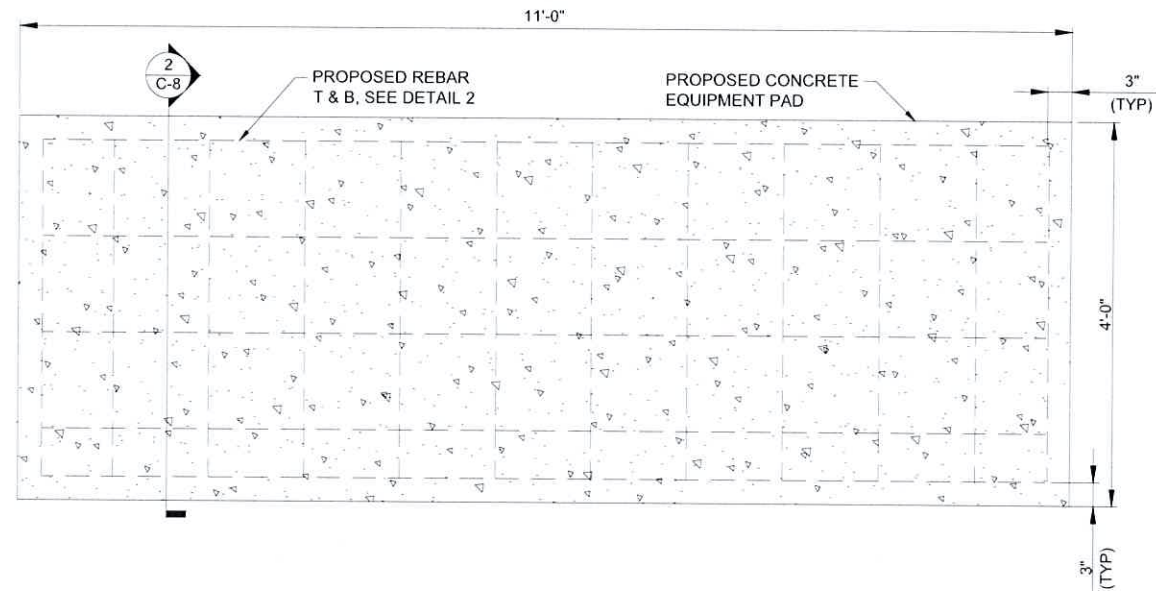 11'-0"
2
C-8
PROPOSED REBAR
T & B, SEE DETAIL 2
PROPOSED CONCRETE
EQUIPMENT PAD
3"
(TYP)
4'-0"
3"
(TYP)